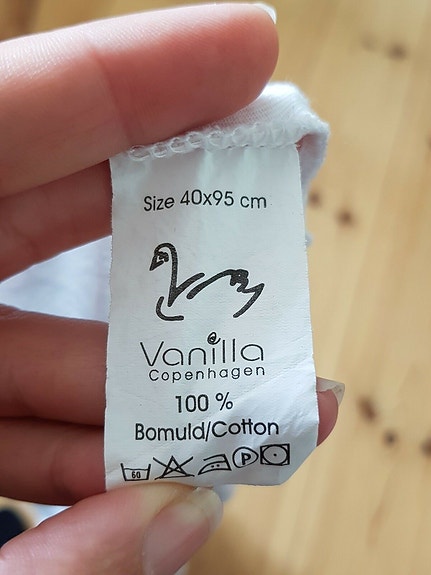 Size 40x95 cm
Vanilla
Copenhagen
100 %
Bomuld/Cotton
60 P